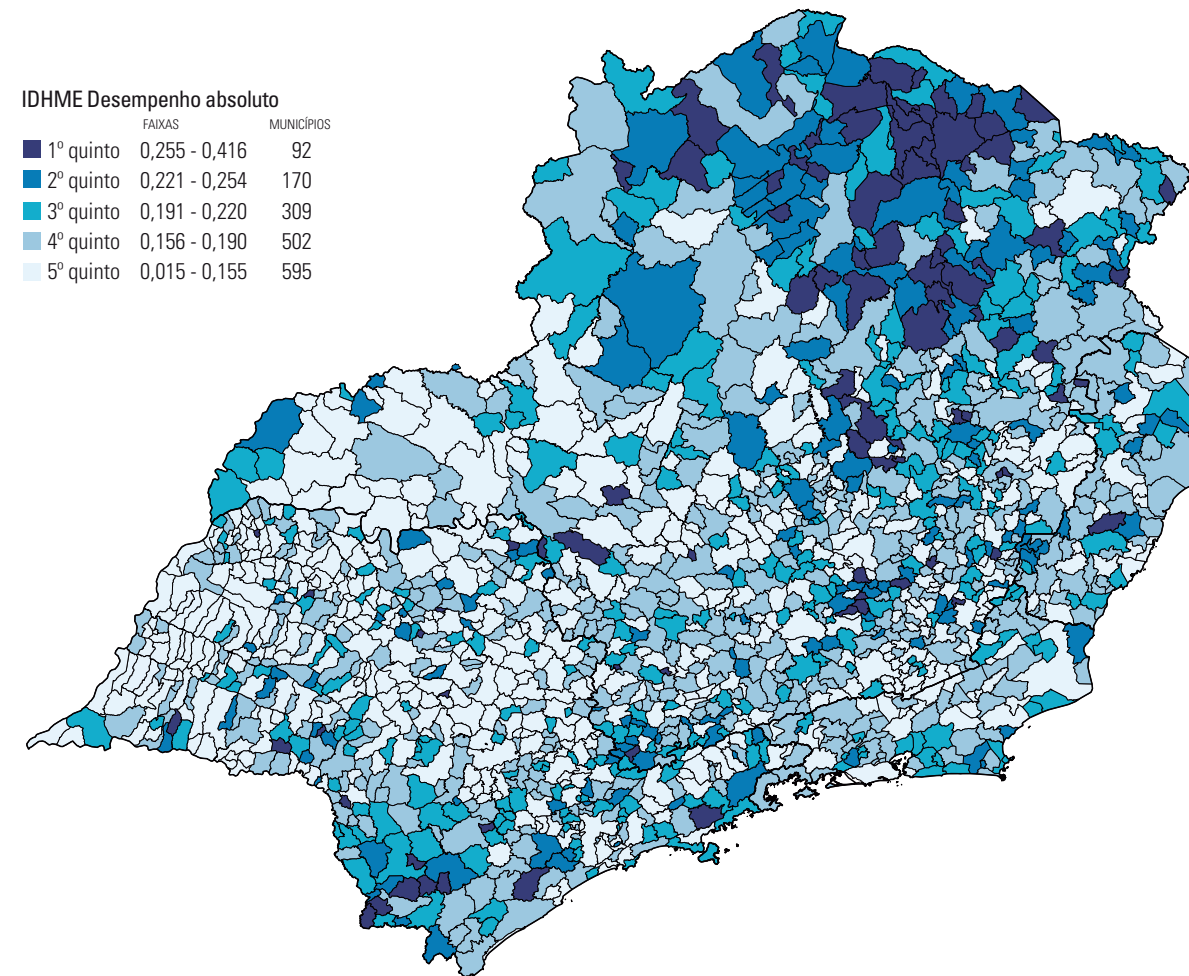 IDHME Desempenho absoluto
FAIXAS MUNICÍPIOS
1º quinto 0,255 - 0,416 92
2º quinto 0,221 - 0,254 170
3º quinto 0,191 - 0,220 309
4º quinto 0,156 - 0,190 502
5º quinto 0,015 - 0,155 595